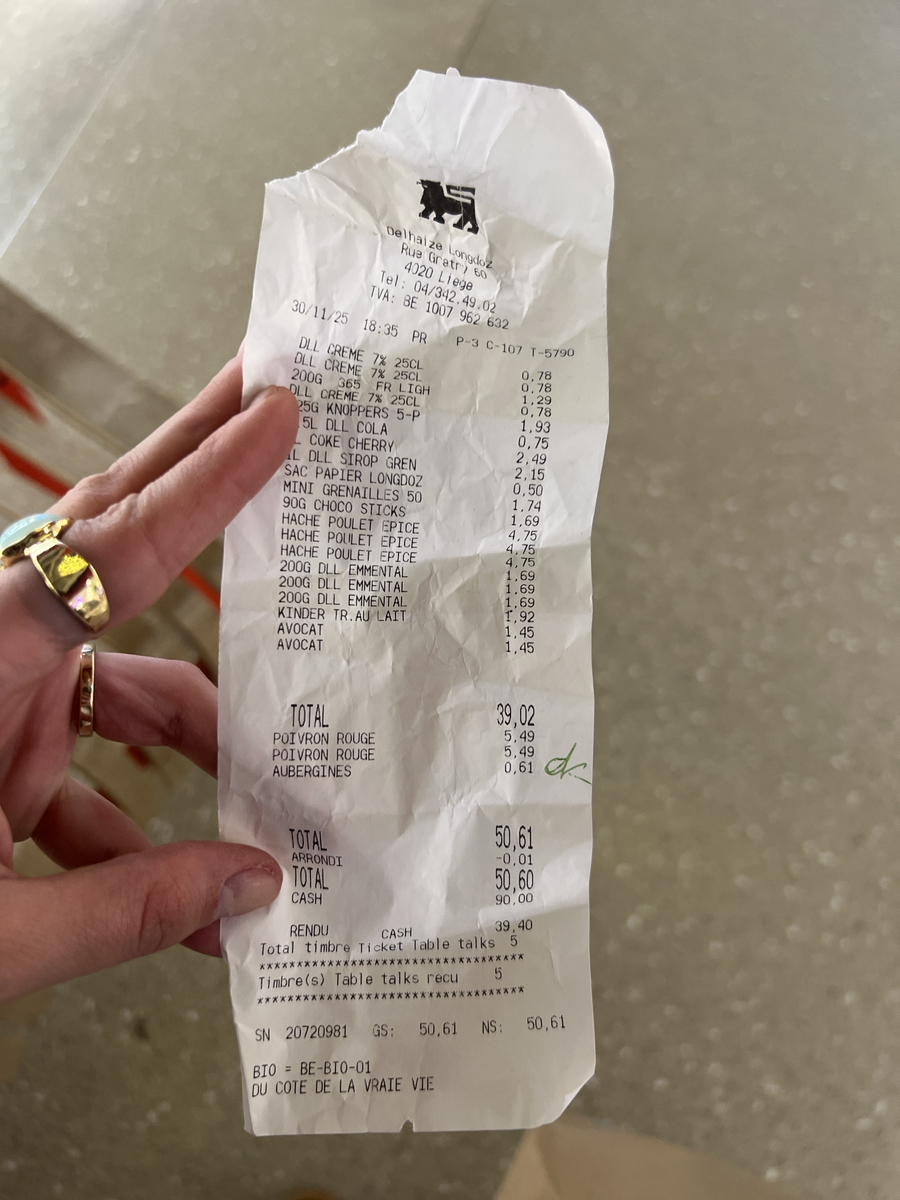 Delhaize Longdoz
Rue Gretry 60
4020 Liege
Tel: 04/342.49.02
TVA: BE 1007 962 632
30/11/25 18:35 PR P-3 C-107 T-5790
DLL CREME 7% 25CL 0,78
DLL CREME 7% 25CL 0,78
200G 365 FR LIGH 1,29
DLL CREME 7% 25CL 0,78
25G KNOPPERS 5-P 1,93
5L DLL COLA 0,75
L COKE CHERRY 2,49
1L DLL SIROP GREN 2,15
SAC PAPIER LONGDOZ 0,50
MINI GRENAILLES 50 1,74
90G CHOCO STICKS 1,69
HACHE POULET EPICE 4,75
HACHE POULET EPICE 4,75
HACHE POULET EPICE 4,75
200G DLL EMMENTAL 1,69
200G DLL EMMENTAL 1,69
200G DLL EMMENTAL 1,69
KINDER TR.AU LAIT 1,92
AVOCAT 1,45
AVOCAT 1,45
TOTAL 39,02
POIVRON ROUGE 5,49
POIVRON ROUGE 5,49
AUBERGINES 0,61
TOTAL 50,61
ARRONDI -0,01
TOTAL 50,60
CASH 90,00
RENDU CASH 39,40
Total timbre Ticket Table talks 5
***********************************
Timbre(s) Table talks recu 5
***********************************
SN 20720981 GS: 50,61 NS: 50,61
BIO = BE-BIO-01
DU COTE DE LA VRAIE VIE